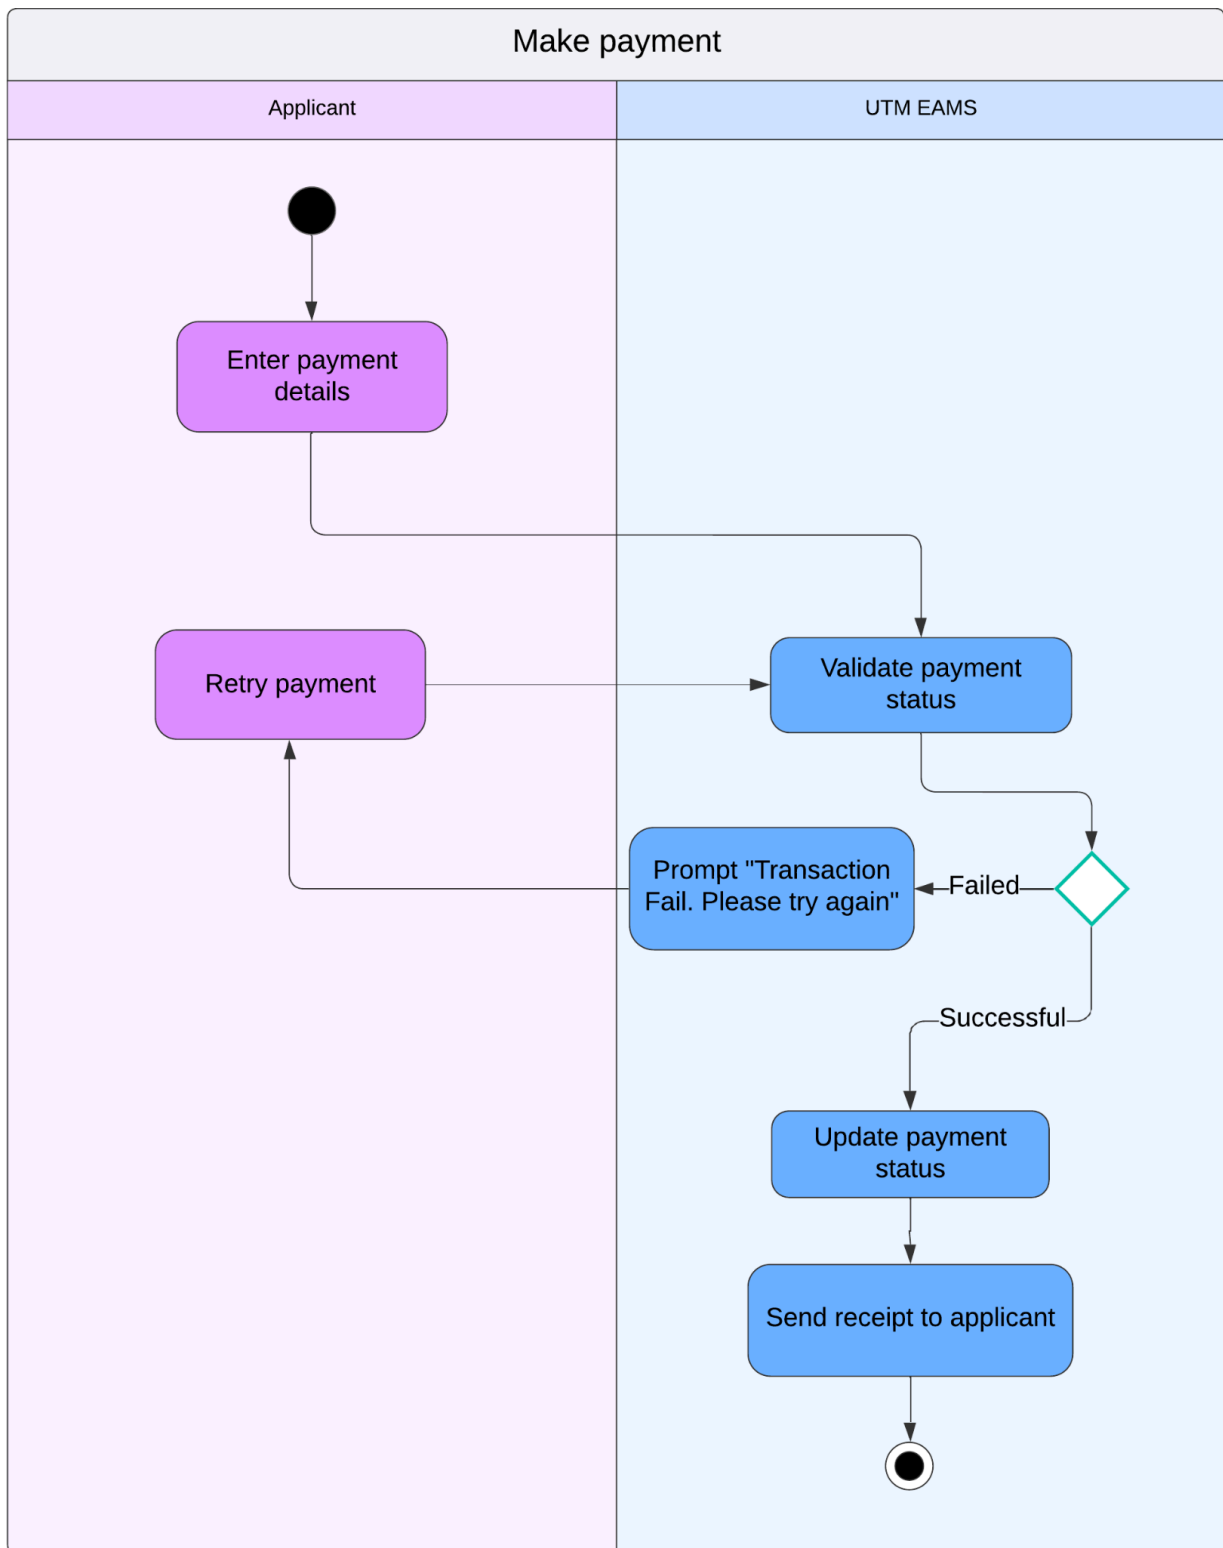 Make payment
Applicant
UTM EAMS
Enter payment
details
Retry payment
Validate payment
status
Prompt "Transaction
Fail. Please try again"
Failed
Successful
Update payment
status
Send receipt to applicant